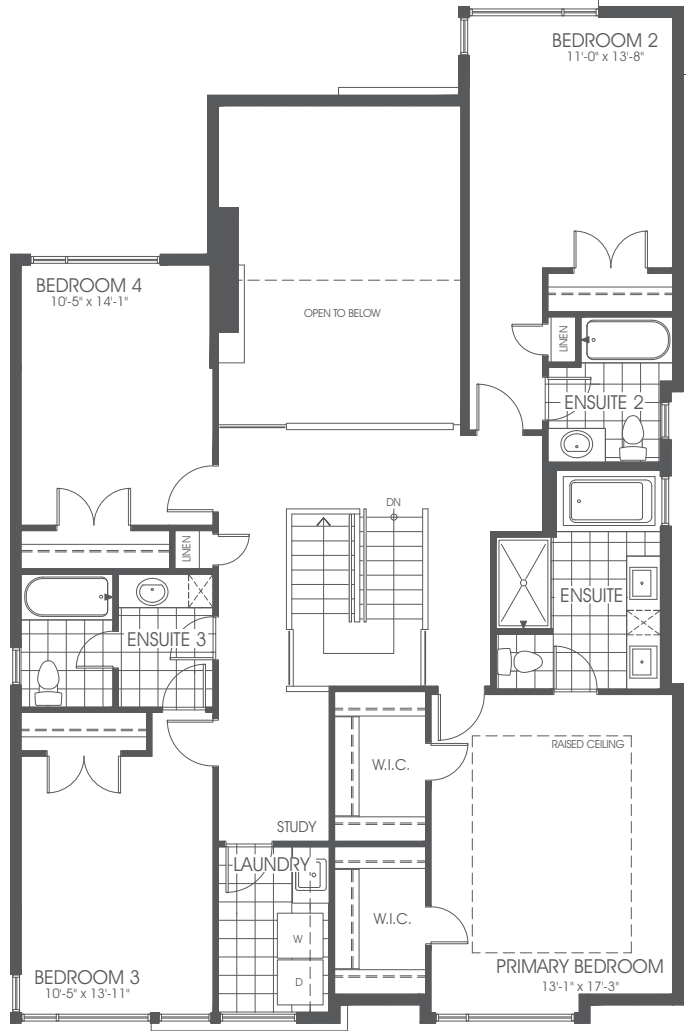 BEDROOM 2
11'-0" x 13'-8"
BEDROOM 4
10'-5" x 14'-1"
OPEN TO BELOW
LINEN
ENSUITE 2
DN
LINEN
ENSUITE
ENSUITE 3
RAISED CEILING
W.I.C.
STUDY
LAUNDRY
W.I.C.
W
D
BEDROOM 3
10'-5" x 13'-11"
PRIMARY BEDROOM
13'-1" x 17'-3"